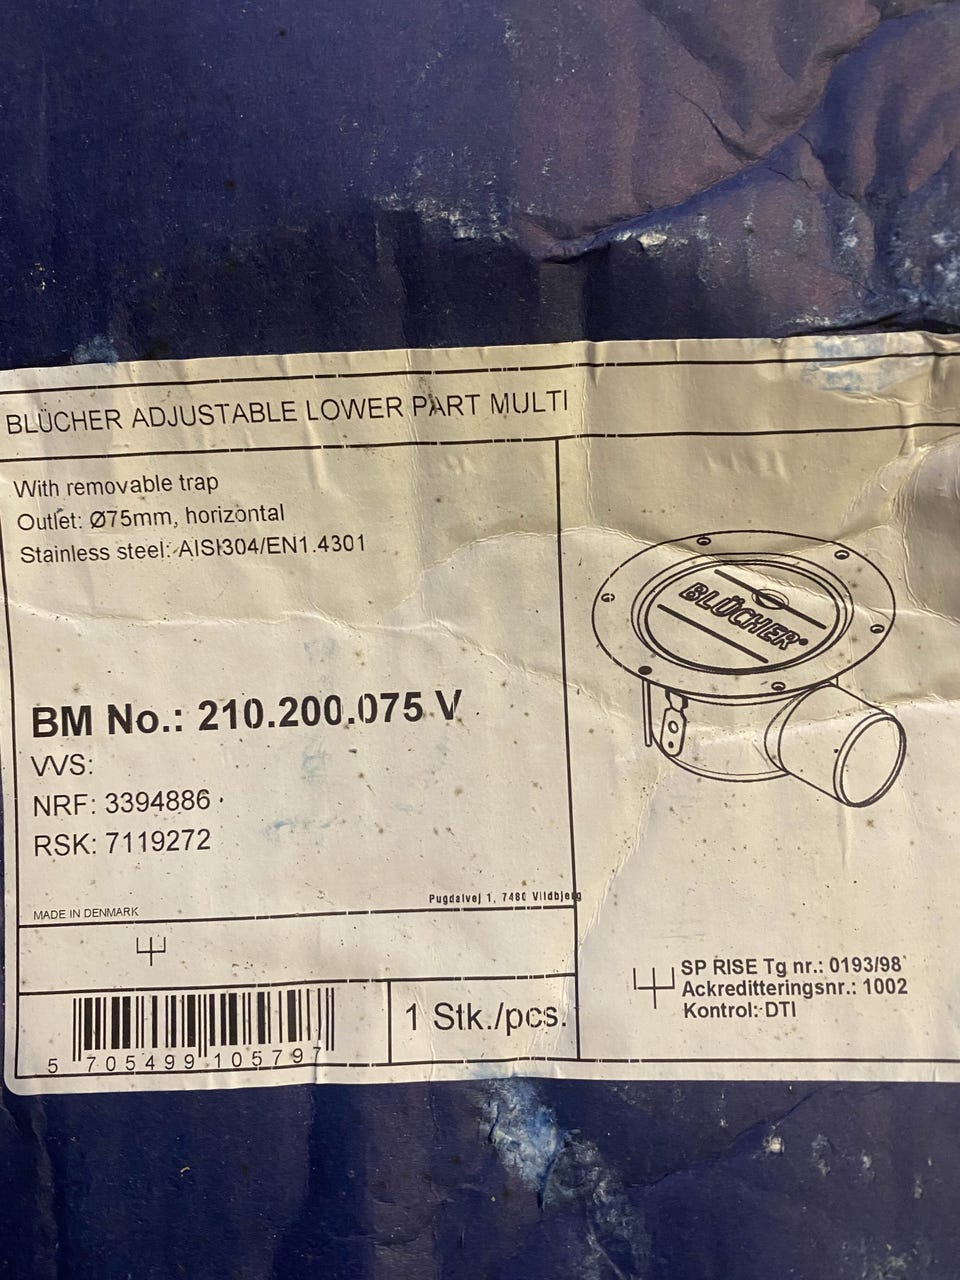 BLÜCHER ADJUSTABLE LOWER PART MULTI
With removable trap
Outlet: Ø75mm, horizontal
Stainless steel: AISI304/EN1.4301
BLÜCHER®
BM No.: 210.200.075 V
VVS:
NRF: 3394886
RSK: 7119272
MADE IN DENMARK
Pugdalvej 1, 7480 Vildbjerg
SP RISE Tg nr.: 0193/98
Ackreditteringsnr.: 1002
Kontrol: DTI
1 Stk./pcs.
5 705499 105797